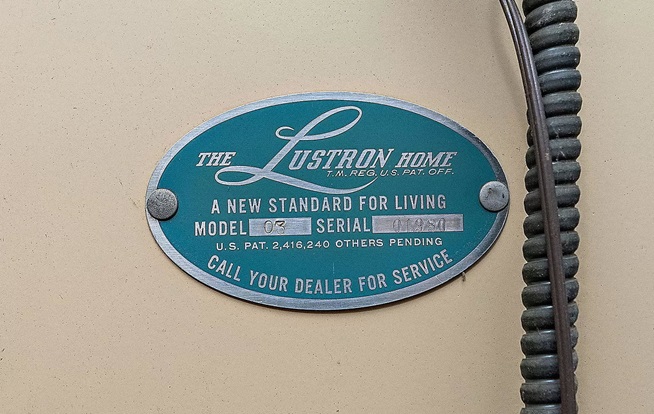 THE LUSTRON HOME
T.M. REG. U.S. PAT. OFF.
A NEW STANDARD FOR LIVING
MODEL 03 SERIAL
U.S. PAT. 2,416,240 OTHERS PENDING
CALL YOUR DEALER FOR SERVICE